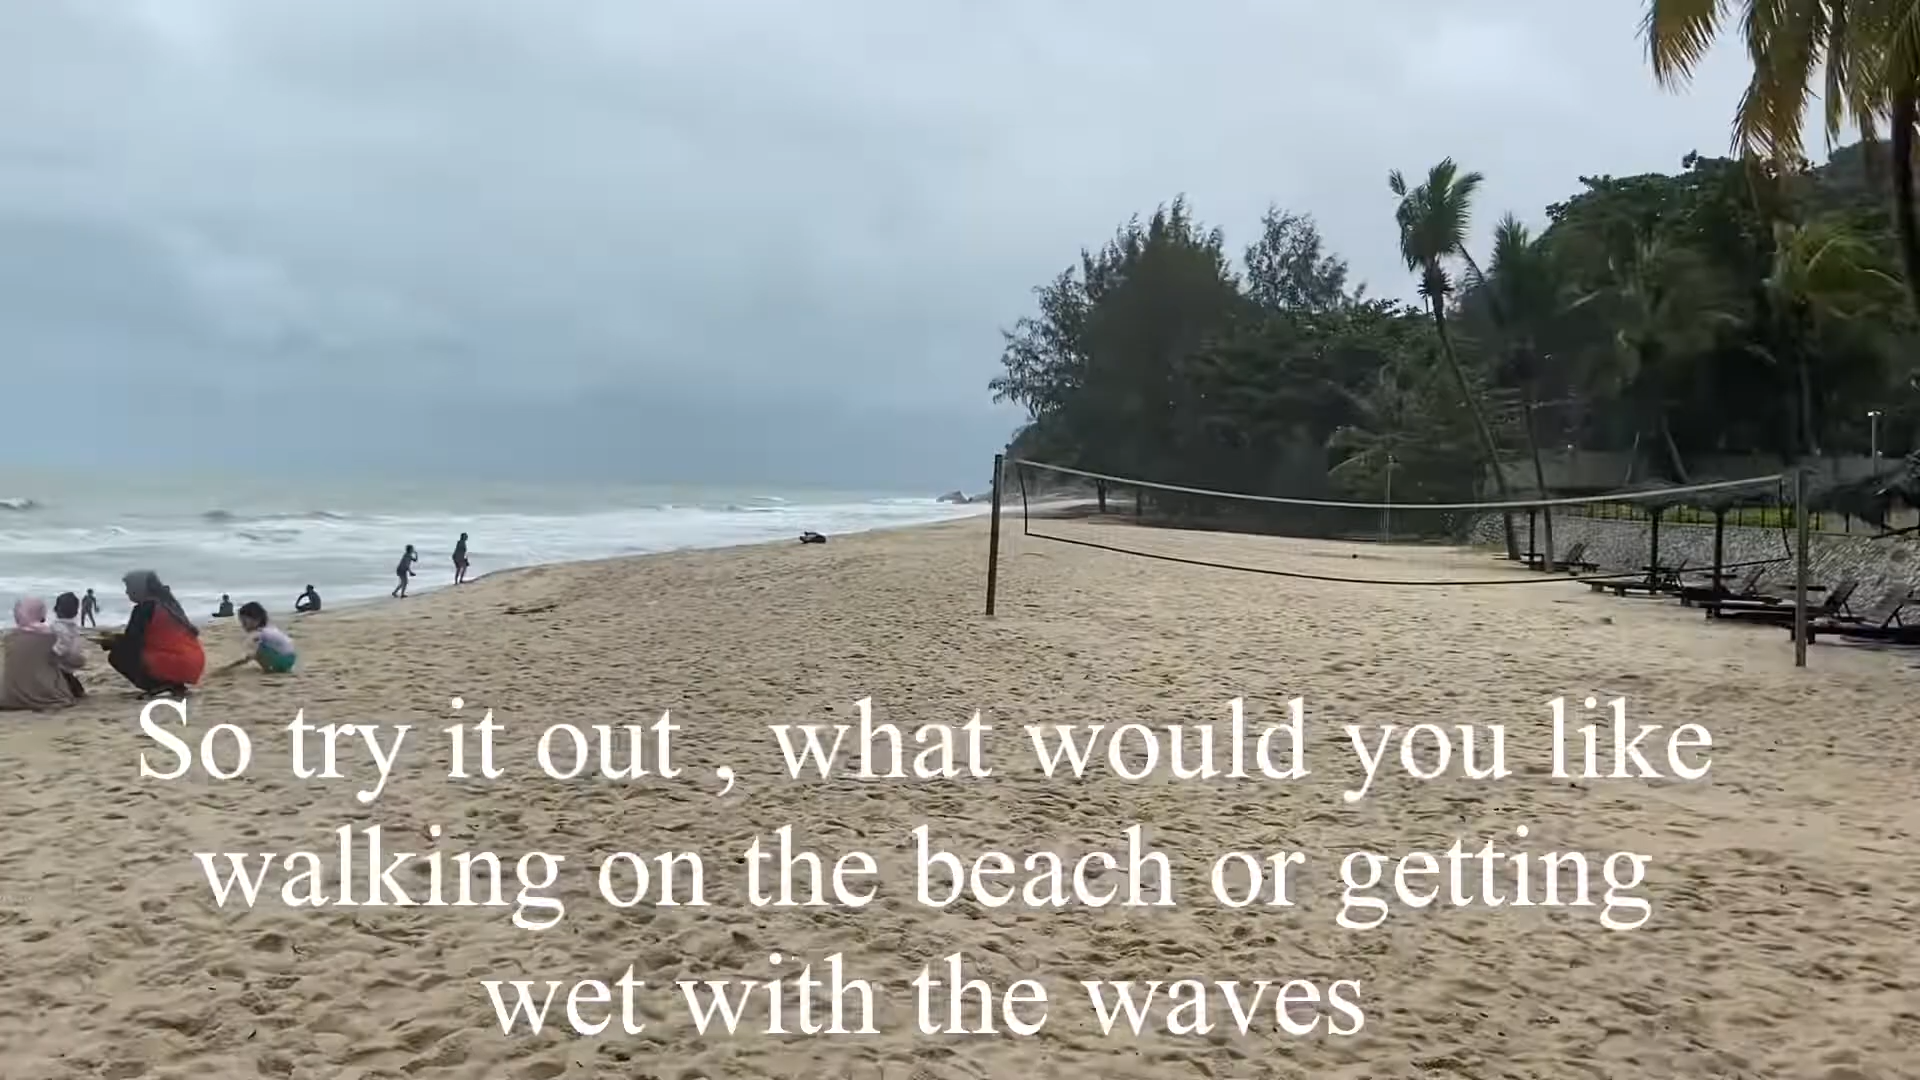 So try it out , what would you like
walking on the beach or getting
wet with the waves